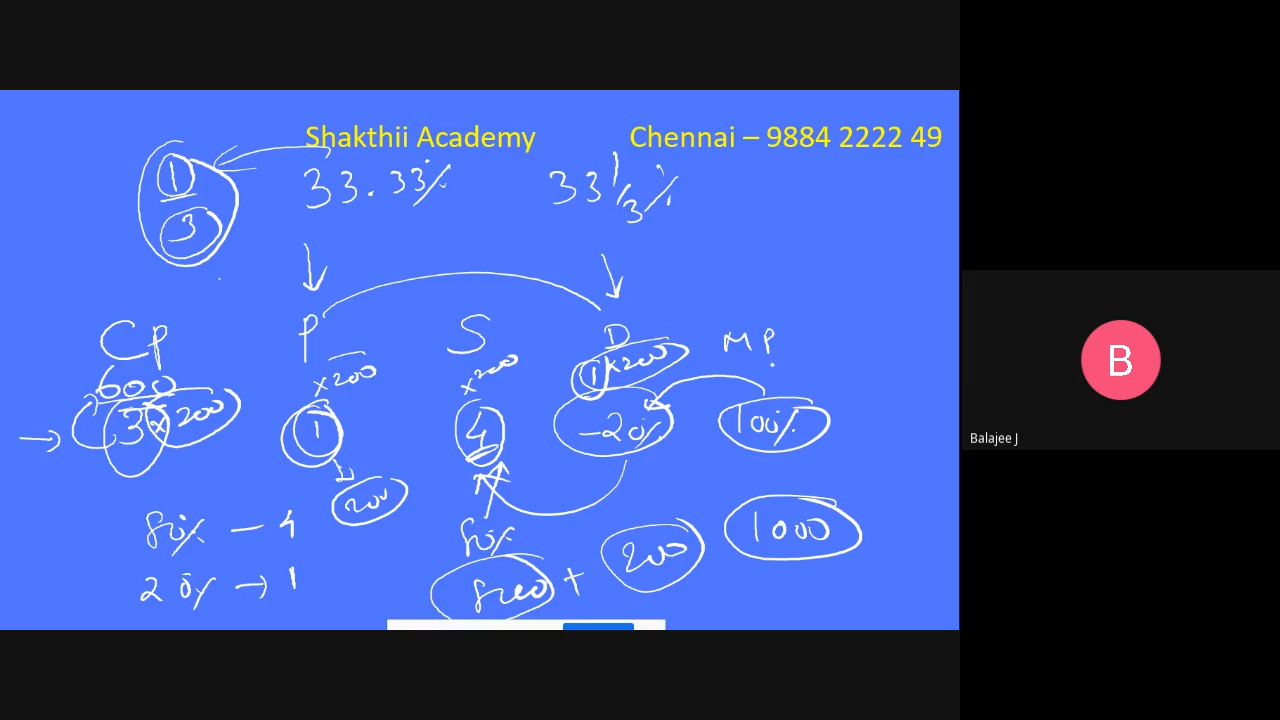 Shakthii Academy Chennai – 9884 2222 49
1 33.33% 33 1/3 %
3
CP P S D MP
600 ×200 ×200 1 ×200
3 ×200 1 4 -20% 100%
200
80% — 4 80% 200 1000
20% → 1 800 +
B
Balajee J